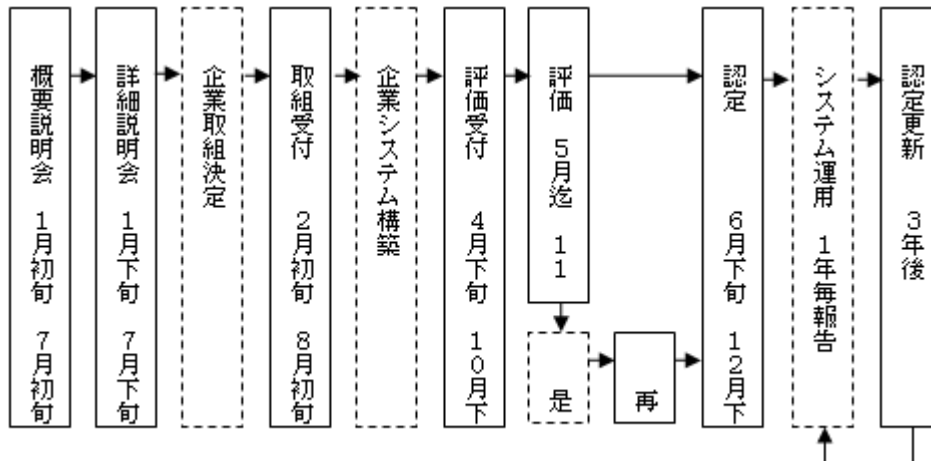 概要説明会　1月初旬　7月初旬
詳細説明会　1月下旬　7月下旬
企業取組決定
取組受付　2月初旬　8月初旬
企業システム構築
評価受付　4月下旬　10月下
評価　5月迄　11
是
再
認定　6月下旬　12月下
システム運用　1年毎報告
認定更新　3年後